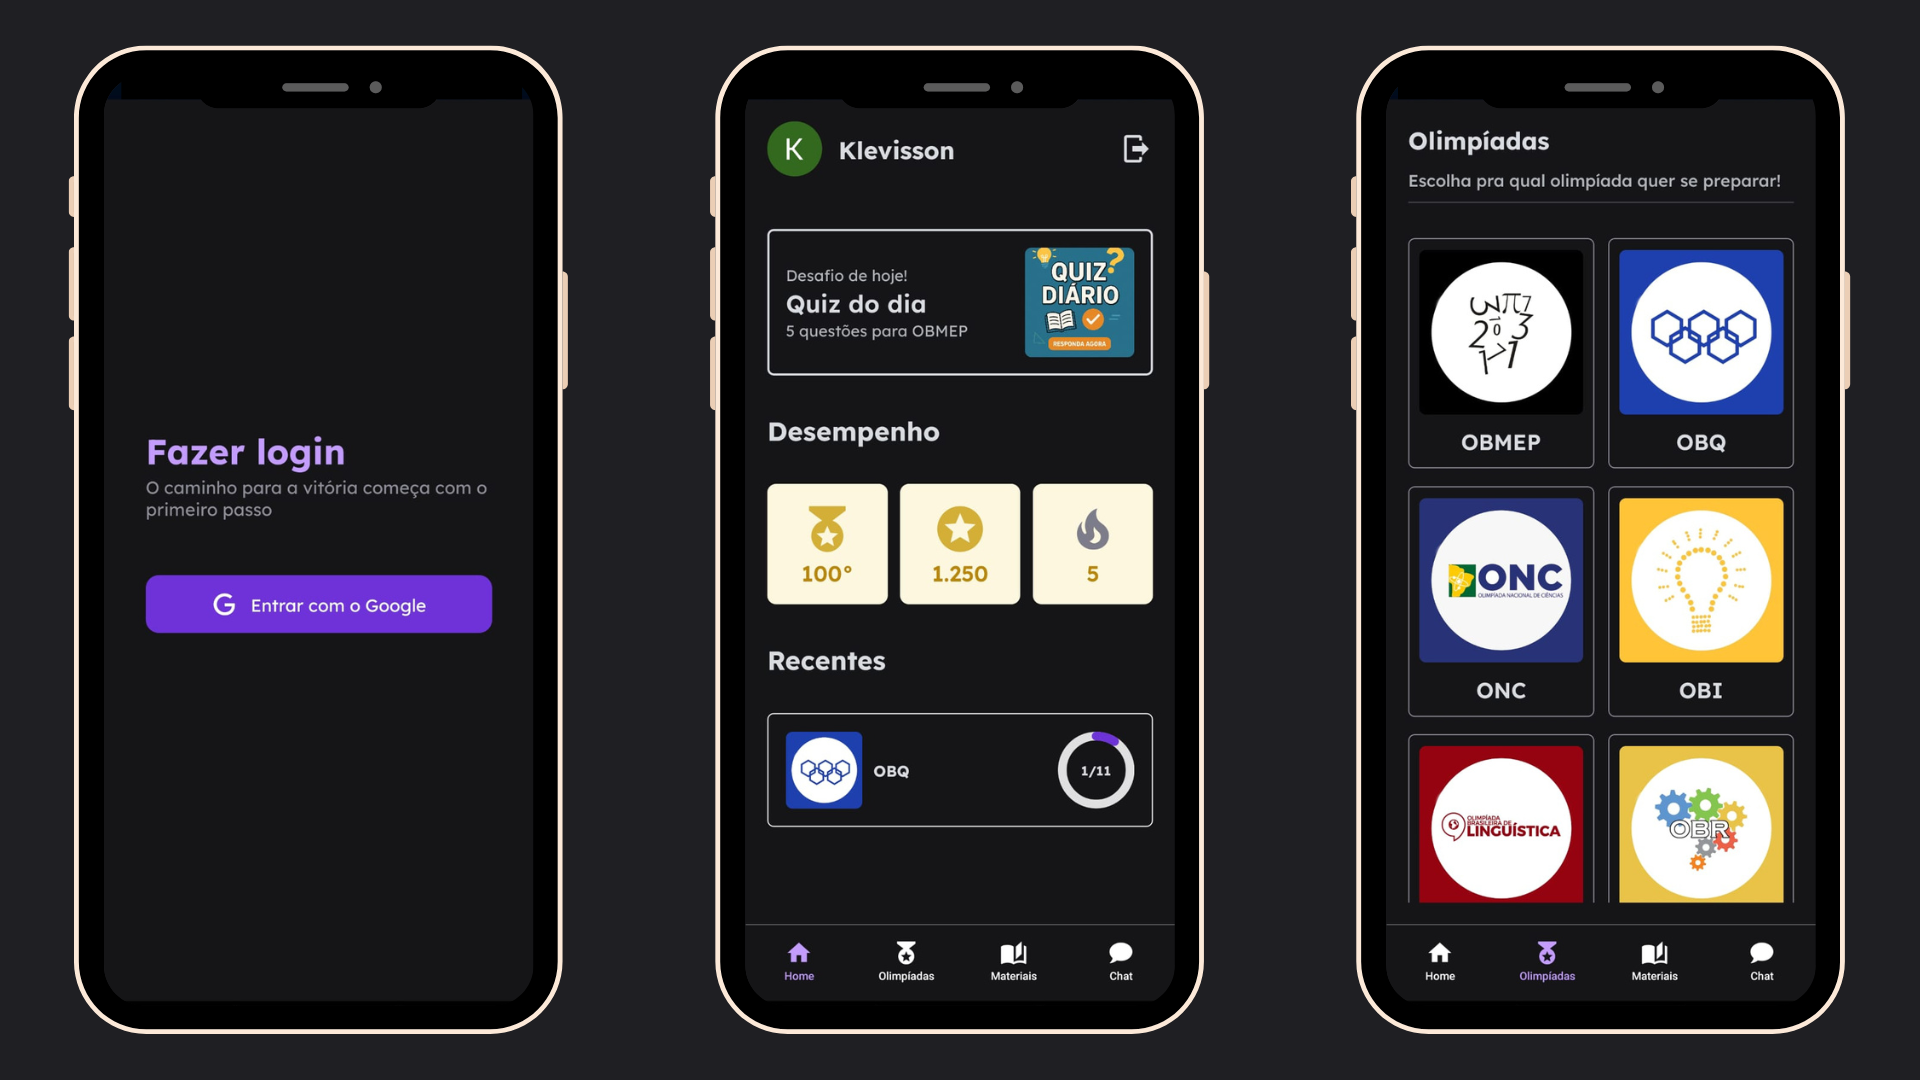 Fazer login
O caminho para a vitória começa com o
primeiro passo
G Entrar com o Google
K Klevisson
Desafio de hoje!
Quiz do dia
5 questões para OBMEP
QUIZ?
DIÁRIO
RESPONDA AGORA
Desempenho
100°
1.250
5
Recentes
OBQ
1/11
Home
Olimpíadas
Materiais
Chat
Olimpíadas
Escolha pra qual olimpíada quer se preparar!
OBMEP
OBQ
ONC
OLIMPÍADA NACIONAL DE CIÊNCIAS
ONC
OBI
OLIMPÍADA
BRASILEIRA DE
LINGUÍSTICA
OBR
Home
Olimpíadas
Materiais
Chat